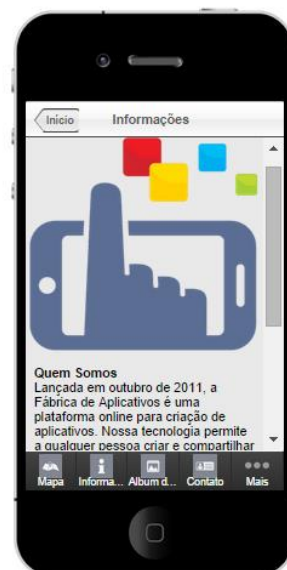 Início
Informações
Quem Somos
Lançada em outubro de 2011, a
Fábrica de Aplicativos é uma
plataforma online para criação de
aplicativos. Nossa tecnologia permite
a qualquer pessoa criar e compartilhar
Mapa
Informa...
Album d...
Contato
Mais